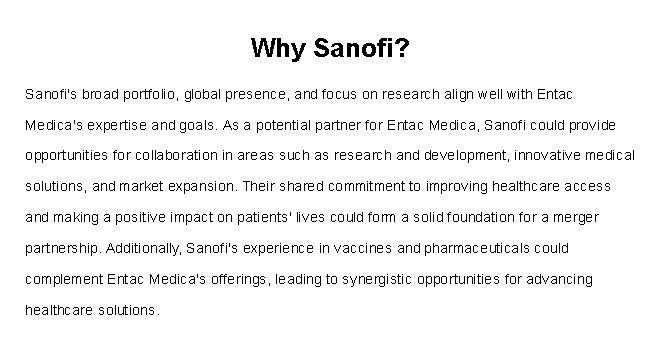 Why Sanofi?
Sanofi's broad portfolio, global presence, and focus on research align well with Entac
Medica's expertise and goals. As a potential partner for Entac Medica, Sanofi could provide
opportunities for collaboration in areas such as research and development, innovative medical
solutions, and market expansion. Their shared commitment to improving healthcare access
and making a positive impact on patients' lives could form a solid foundation for a merger
partnership. Additionally, Sanofi's experience in vaccines and pharmaceuticals could
complement Entac Medica's offerings, leading to synergistic opportunities for advancing
healthcare solutions.